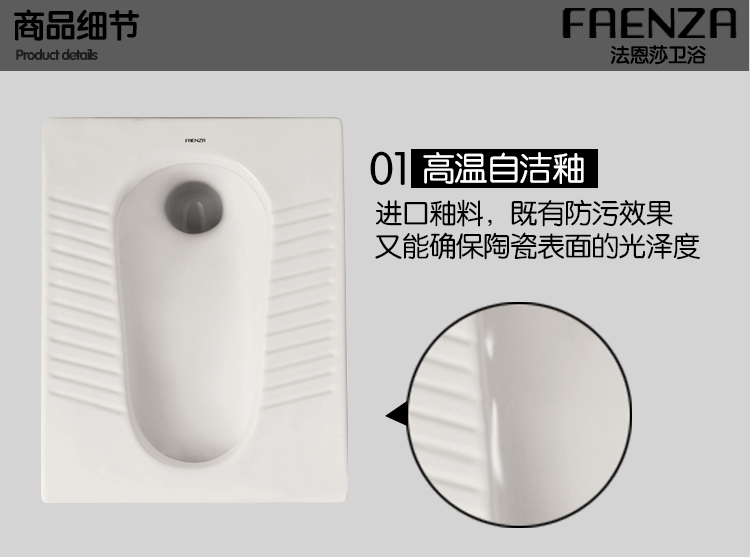 商品细节
Product details
FAENZA
法恩莎卫浴
FAENZA
01 高温自洁釉
进口釉料，既有防污效果
又能确保陶瓷表面的光泽度